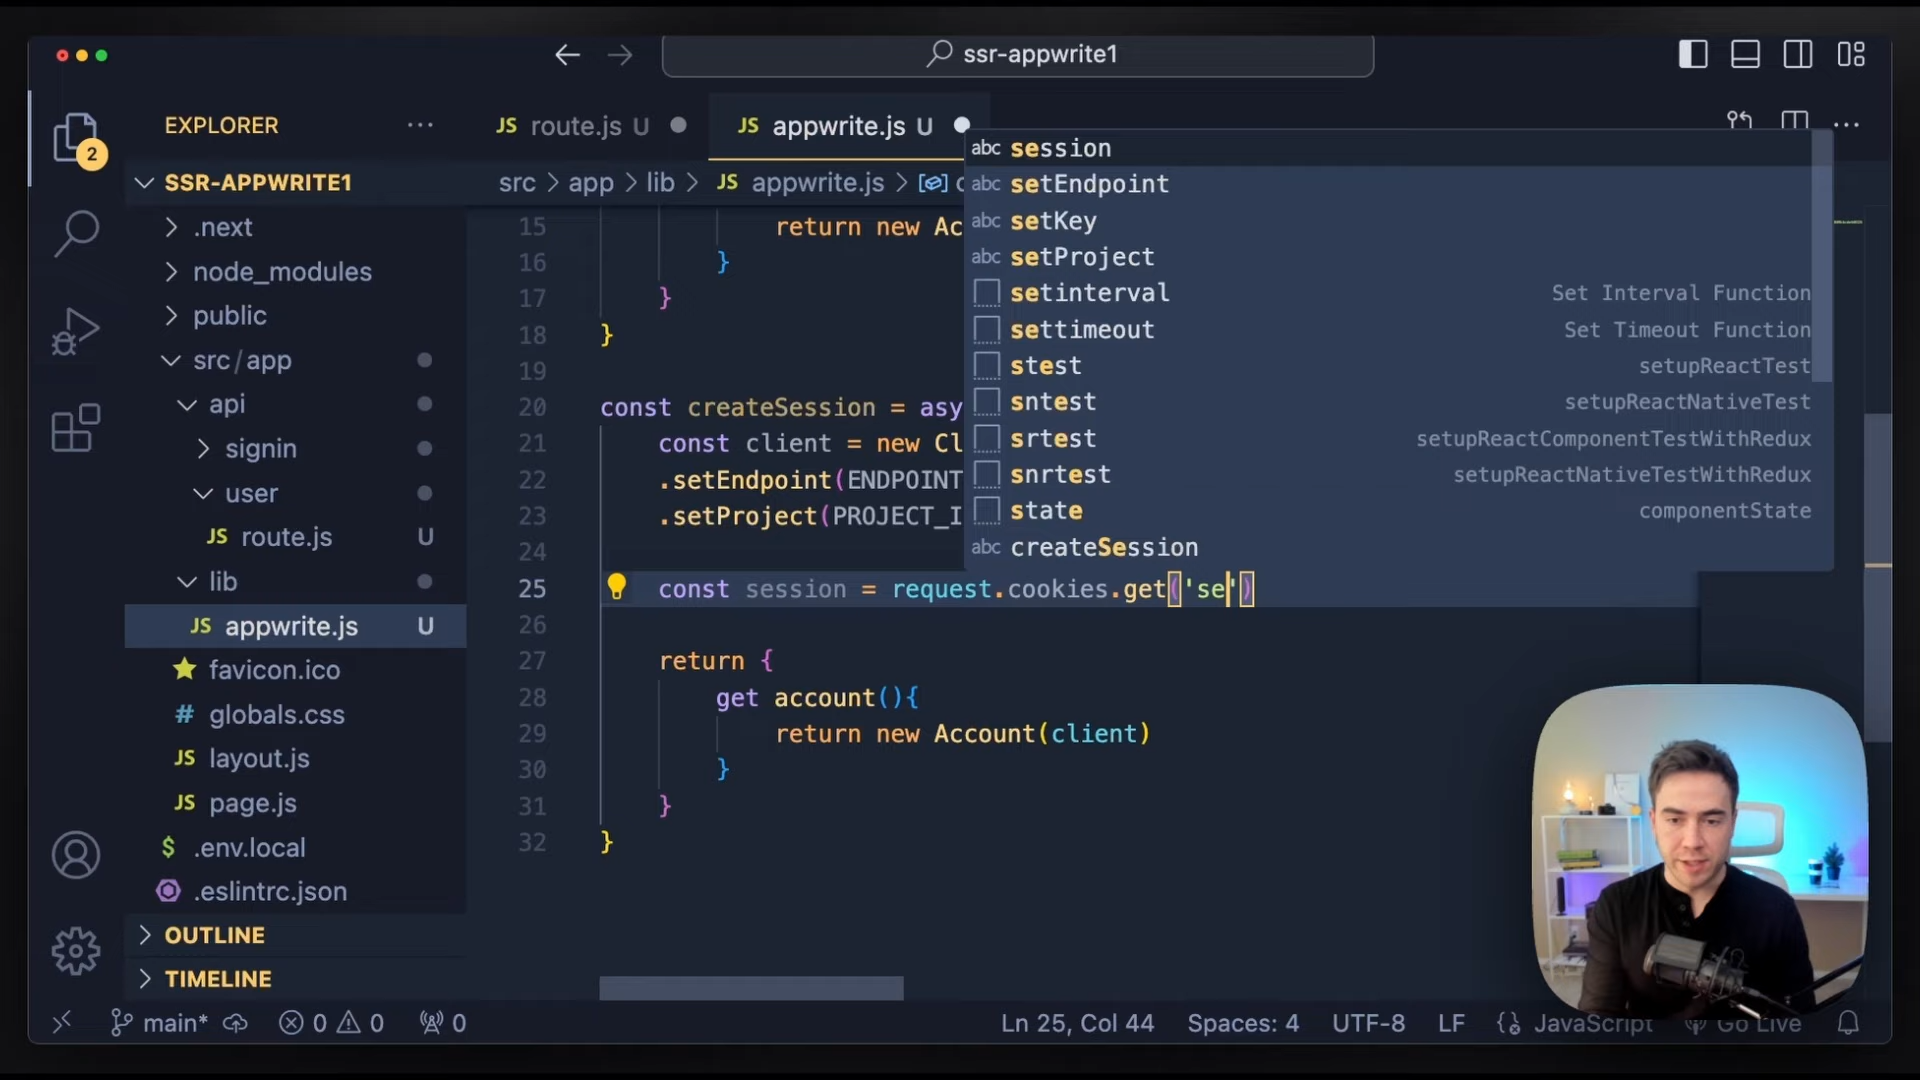 ssr-appwrite1
2
EXPLORER ···
JS route.js U
JS appwrite.js U
SSR-APPWRITE1
src > app > lib > JS appwrite.js >
.next
node_modules
public
src/app
api
signin
user
JS route.js U
lib
JS appwrite.js U
favicon.ico
# globals.css
JS layout.js
JS page.js
$ .env.local
.eslintrc.json
OUTLINE
TIMELINE
15 return new Ac
16 }
17 }
18 }
19
20 const createSession = asy
21 const client = new Cl
22 .setEndpoint(ENDPOINT
23 .setProject(PROJECT_I
24
25 const session = request.cookies.get('se')
26
27 return {
28 get account(){
29 return new Account(client)
30 }
31 }
32 }
abc session
abc setEndpoint
abc setKey
abc setProject
setinterval Set Interval Function
settimeout Set Timeout Function
stest setupReactTest
sntest setupReactNativeTest
srtest setupReactComponentTestWithRedux
snrtest setupReactNativeTestWithRedux
state componentState
abc createSession
main* 0 0 0 Ln 25, Col 44 Spaces: 4 UTF-8 LF JavaScript Go Live